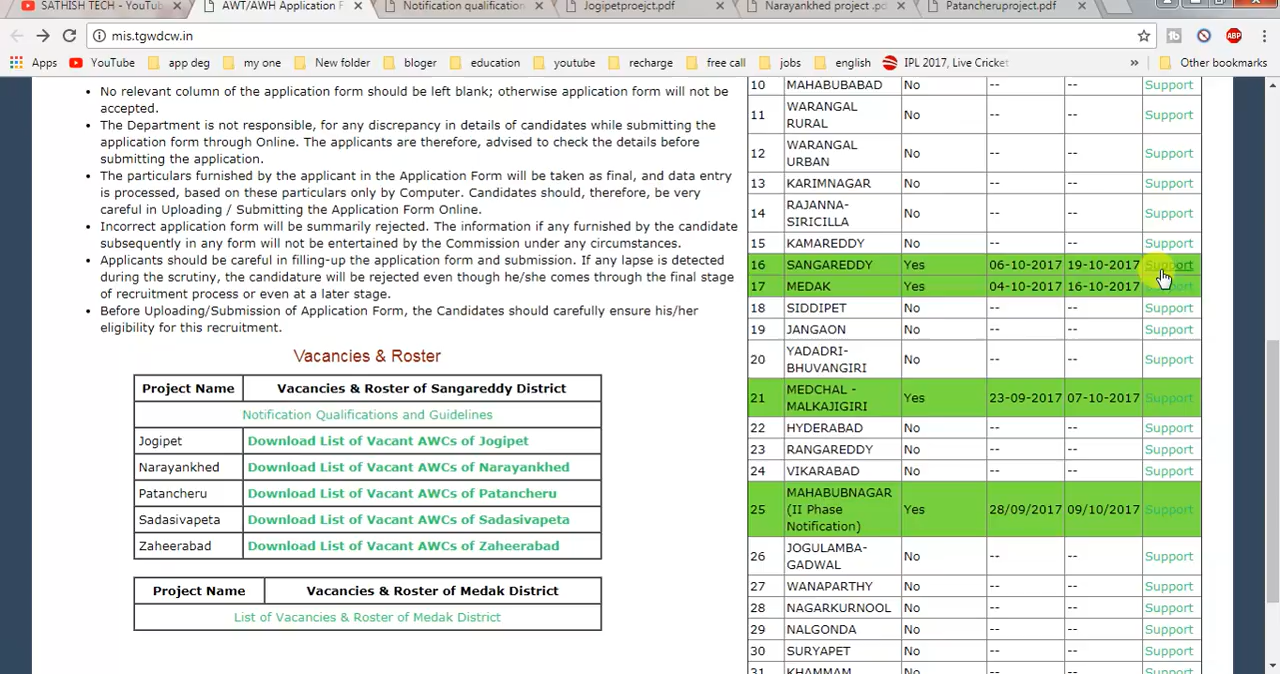 SATHISH TECH - YouTub
AWT/AWH Application F
Notification qualification
Jogipetproejct.pdf
Narayankhed project .pd
Patancheruproject.pdf
mis.tgwdcw.in
Apps YouTube app deg my one New folder bloger education youtube recharge free call jobs english IPL 2017, Live Cricket » Other bookmarks
No relevant column of the application form should be left blank; otherwise application form will not be
accepted.
The Department is not responsible, for any discrepancy in details of candidates while submitting the
application form through Online. The applicants are therefore, advised to check the details before
submitting the application.
The particulars furnished by the applicant in the Application Form will be taken as final, and data entry
is processed, based on these particulars only by Computer. Candidates should, therefore, be very
careful in Uploading / Submitting the Application Form Online.
Incorrect application form will be summarily rejected. The information if any furnished by the candidate
subsequently in any form will not be entertained by the Commission under any circumstances.
Applicants should be careful in filling-up the application form and submission. If any lapse is detected
during the scrutiny, the candidature will be rejected even though he/she comes through the final stage
of recruitment process or even at a later stage.
Before Uploading/Submission of Application Form, the Candidates should carefully ensure his/her
eligibility for this recruitment.
Vacancies & Roster
Project Name Vacancies & Roster of Sangareddy District
Notification Qualifications and Guidelines
Jogipet Download List of Vacant AWCs of Jogipet
Narayankhed Download List of Vacant AWCs of Narayankhed
Patancheru Download List of Vacant AWCs of Patancheru
Sadasivapeta Download List of Vacant AWCs of Sadasivapeta
Zaheerabad Download List of Vacant AWCs of Zaheerabad
Project Name Vacancies & Roster of Medak District
List of Vacancies & Roster of Medak District
10 MAHABUBABAD No -- -- Support
11 WARANGAL
RURAL No -- -- Support
12 WARANGAL
URBAN No -- -- Support
13 KARIMNAGAR No -- -- Support
14 RAJANNA-
SIRICILLA No -- -- Support
15 KAMAREDDY No -- -- Support
16 SANGAREDDY Yes 06-10-2017 19-10-2017 Support
17 MEDAK Yes 04-10-2017 16-10-2017 Support
18 SIDDIPET No -- -- Support
19 JANGAON No -- -- Support
20 YADADRI-
BHUVANGIRI No -- -- Support
21 MEDCHAL -
MALKAJIGIRI Yes 23-09-2017 07-10-2017 Support
22 HYDERABAD No -- -- Support
23 RANGAREDDY No -- -- Support
24 VIKARABAD No -- -- Support
25 MAHABUBNAGAR
(II Phase
Notification) Yes 28/09/2017 09/10/2017 Support
26 JOGULAMBA-
GADWAL No -- -- Support
27 WANAPARTHY No -- -- Support
28 NAGARKURNOOL No -- -- Support
29 NALGONDA No -- -- Support
30 SURYAPET No -- -- Support
31 KHAMMAM No -- -- Support